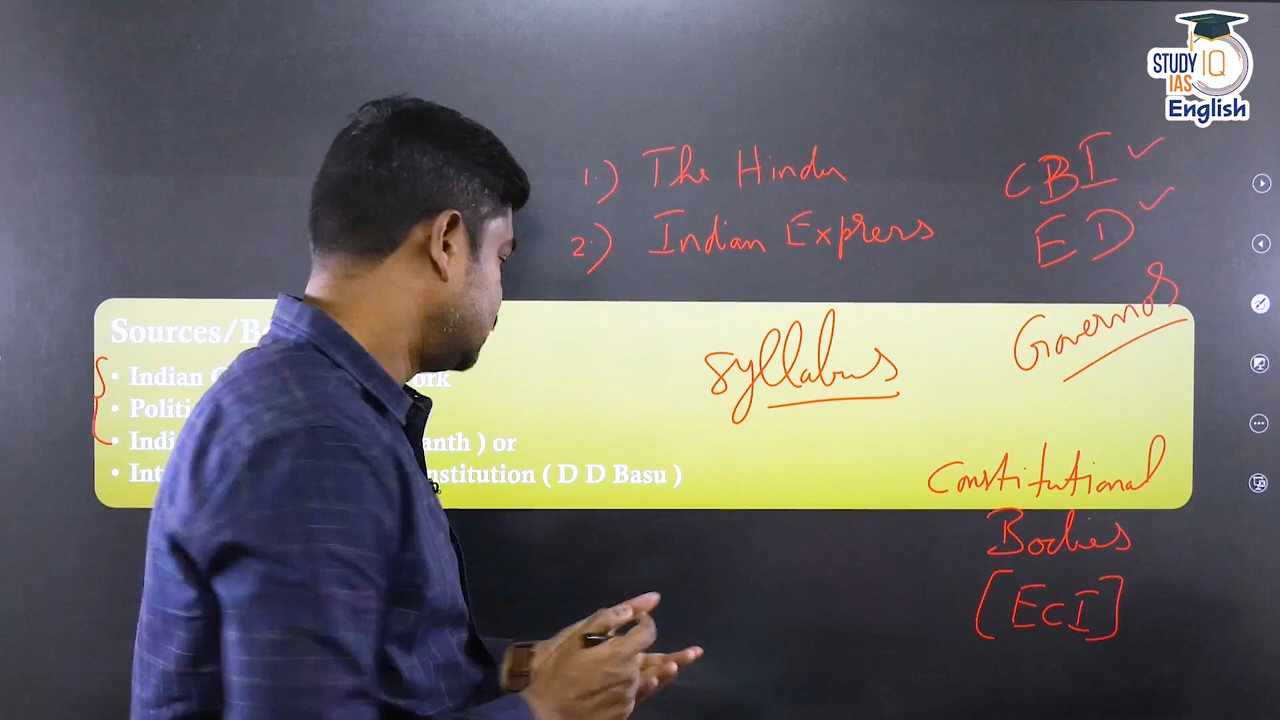 STUDY IQ
IAS
English
1.) The Hindu
2.) Indian Express
CBI ✓
ED ✓
Governor
Sources/B
• Indian ork
• Politi
• Indi anth ) or
• Int nstitution ( D D Basu )
Syllabus
Constitutional
Bodies
[ECI]